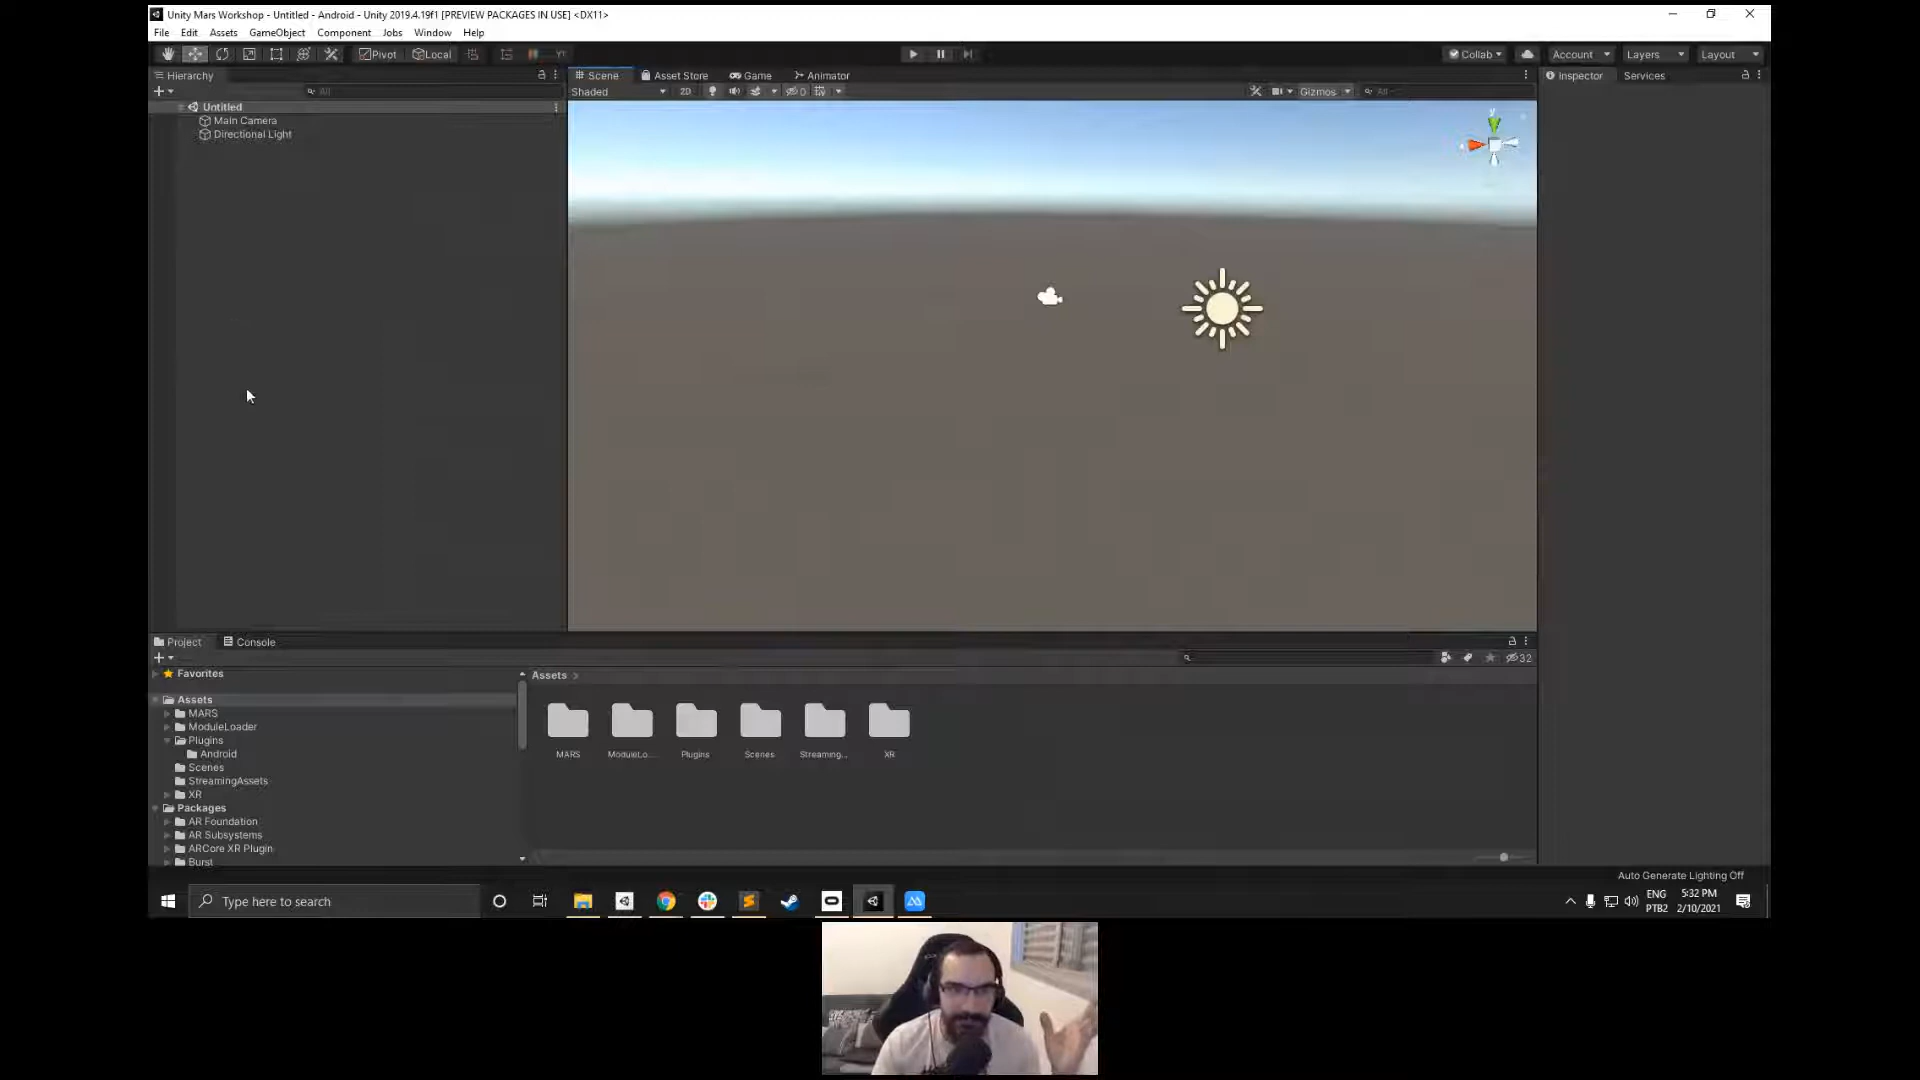 Unity Mars Workshop - Untitled - Android - Unity 2019.4.19f1 [PREVIEW PACKAGES IN USE] <DX11>
File Edit Assets GameObject Component Jobs Window Help
Pivot Local Collab Account Layers Layout
Hierarchy Scene Asset Store Game Animator Inspector Services
All Shaded 2D 0 Gizmos All
Untitled
Main Camera
Directional Light
Project Console
32
Favorites
Assets
Assets
MARS
ModuleLoader
Plugins
Android
MARS ModuleLo... Plugins Scenes Streaming... XR
Scenes
StreamingAssets
XR
Packages
AR Foundation
AR Subsystems
ARCore XR Plugin
Burst
Auto Generate Lighting Off
Type here to search
ENG
PTB2
5:32 PM
2/10/2021